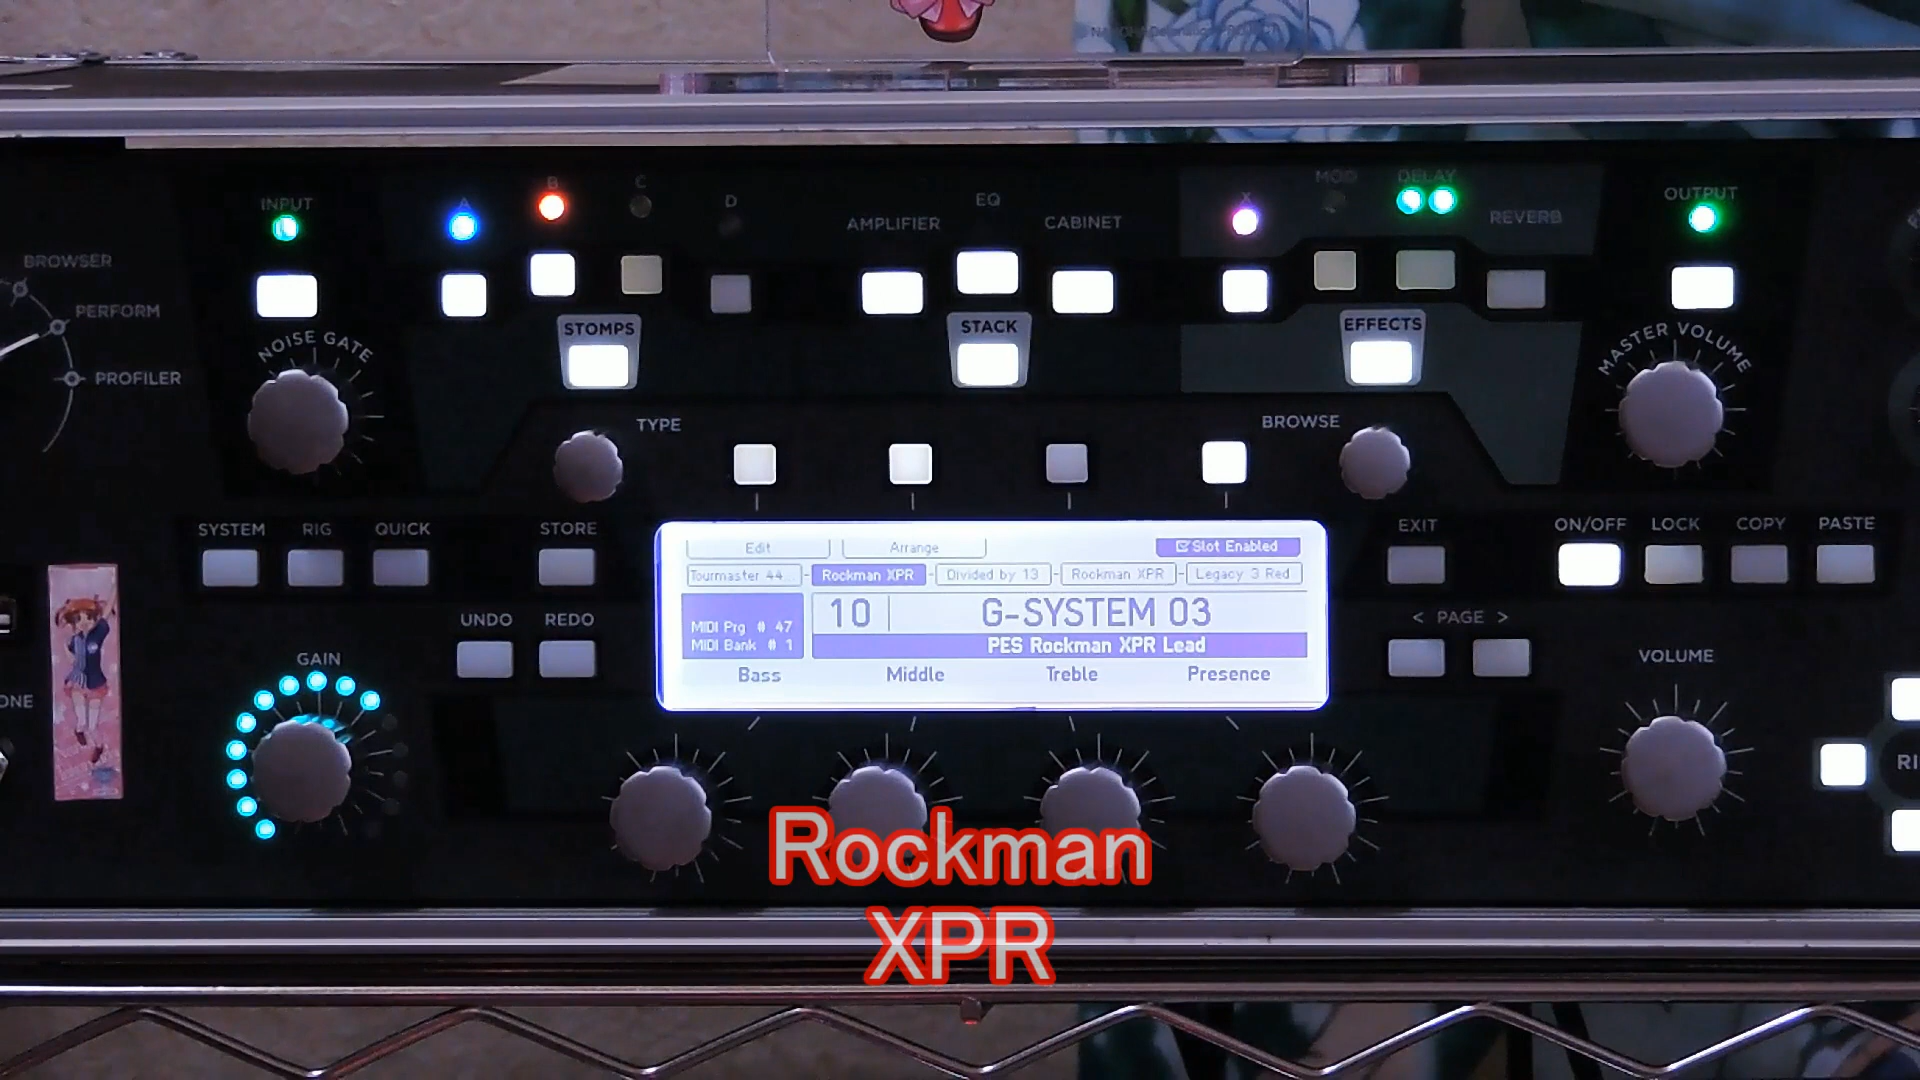 INPUT
A
B
C
D
AMPLIFIER
EQ
CABINET
X
MOD
DELAY
REVERB
OUTPUT
BROWSER
PERFORM
PROFILER
NOISE GATE
STOMPS
STACK
EFFECTS
MASTER VOLUME
TYPE
BROWSE
SYSTEM
RIG
QUICK
STORE
EXIT
ON/OFF
LOCK
COPY
PASTE
Edit
Arrange
Slot Enabled
Tourmaster 44...
Rockman XPR
Divided by 13
Rockman XPR
Legacy 3 Red
MIDI Prg # 47
MIDI Bank # 1
10
G-SYSTEM 03
PES Rockman XPR Lead
Bass
Middle
Treble
Presence
UNDO
REDO
< PAGE >
GAIN
VOLUME
Rockman
XPR